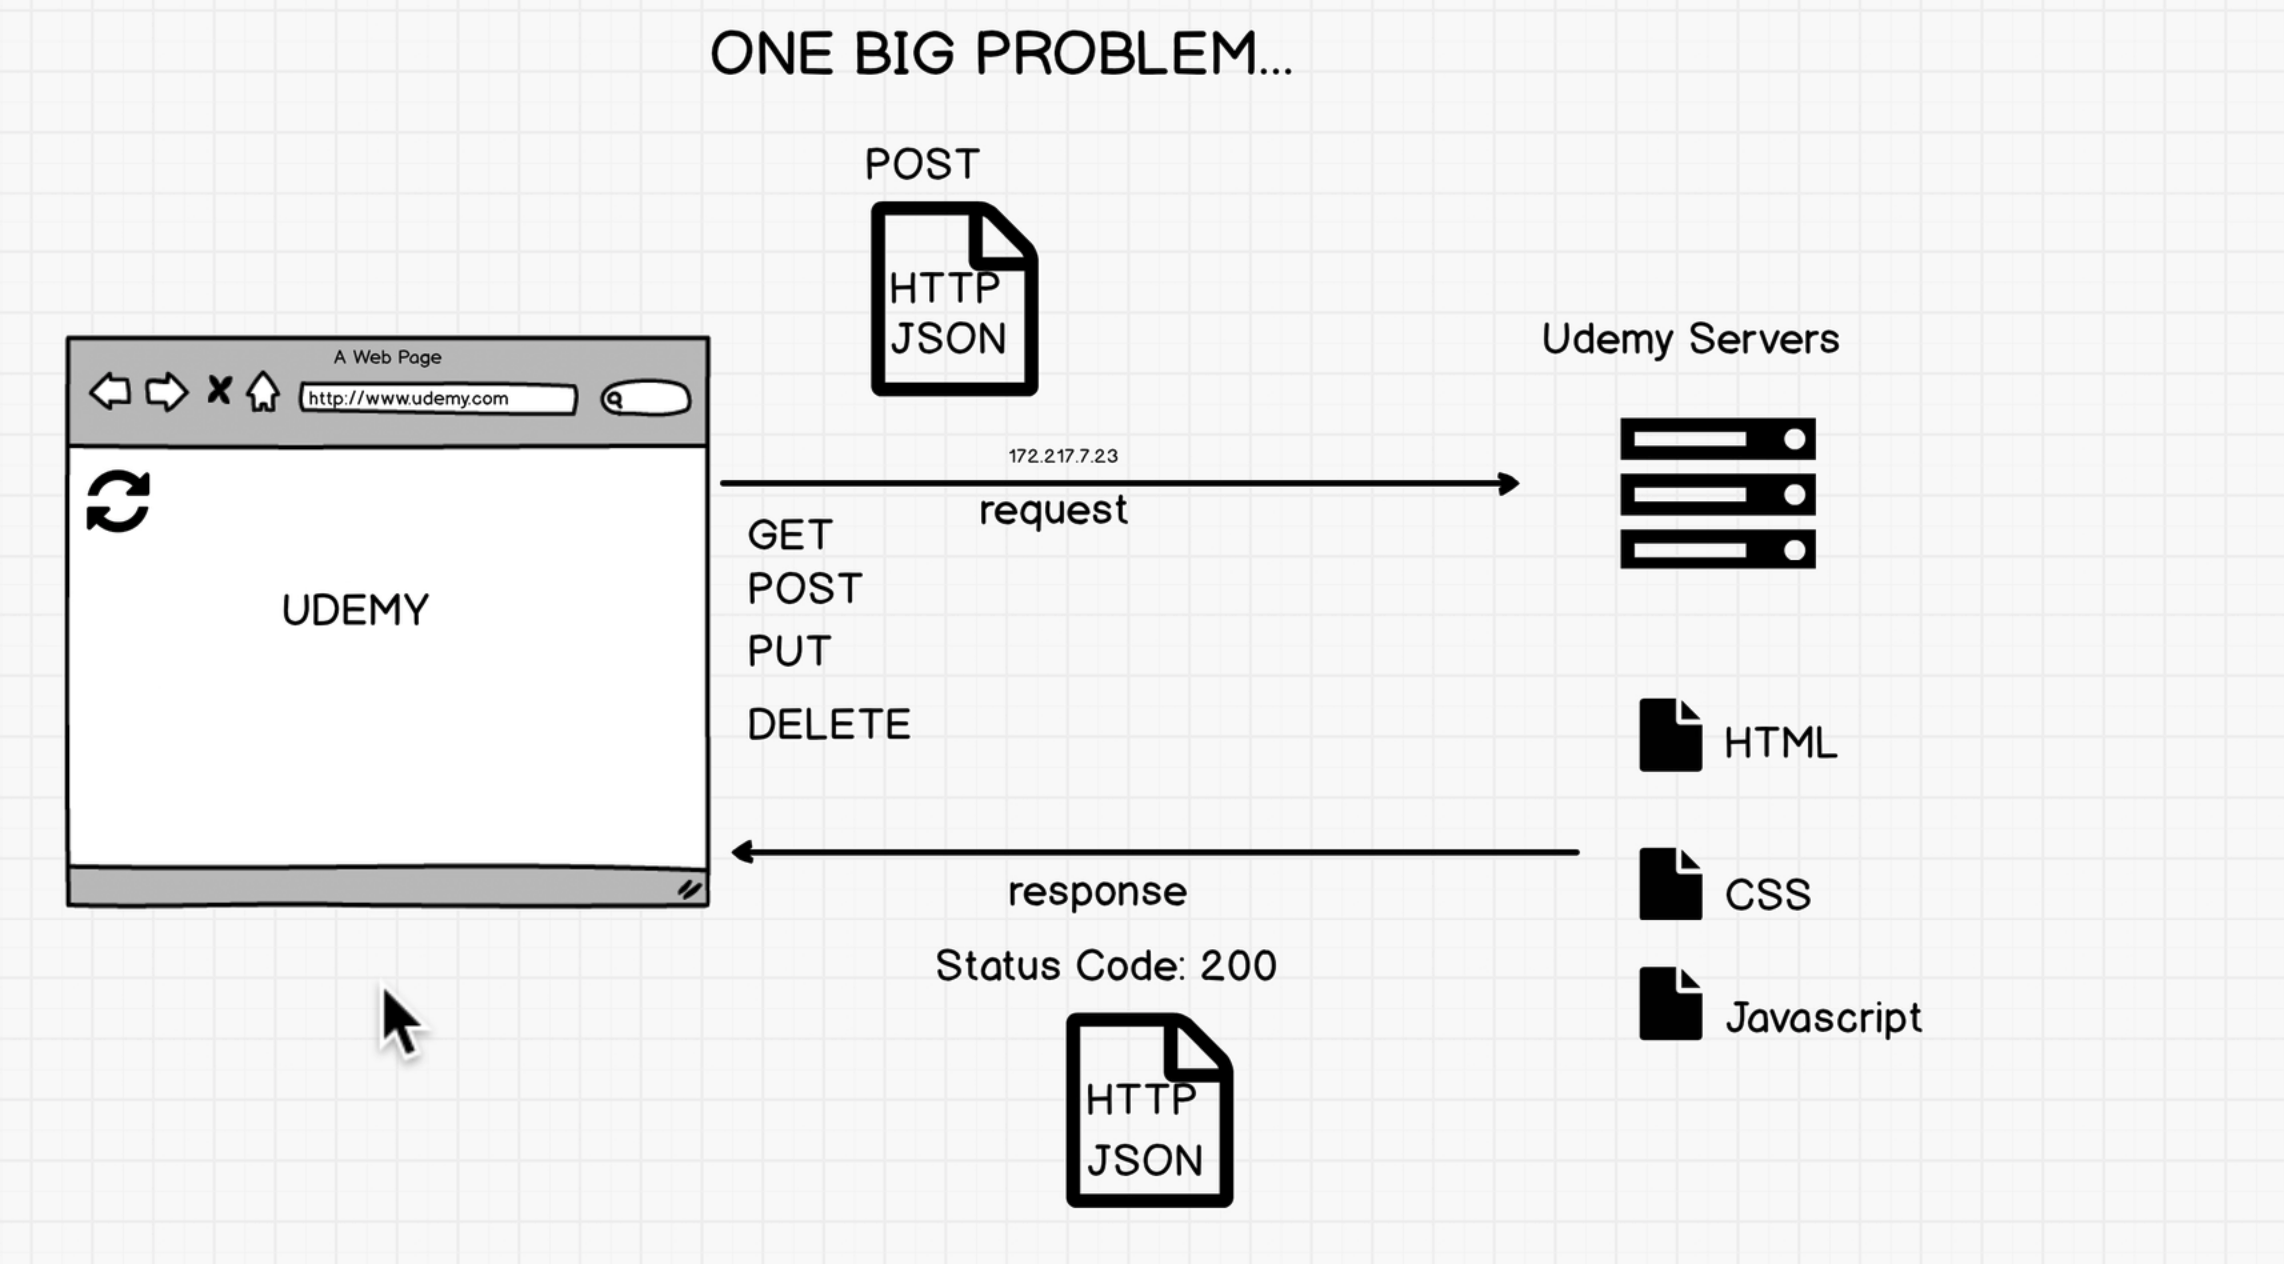 ONE BIG PROBLEM...
POST
HTTP
JSON
A Web Page
http://www.udemy.com
UDEMY
172.217.7.23
request
GET
POST
PUT
DELETE
Udemy Servers
response
Status Code: 200
HTTP
JSON
HTML
CSS
Javascript